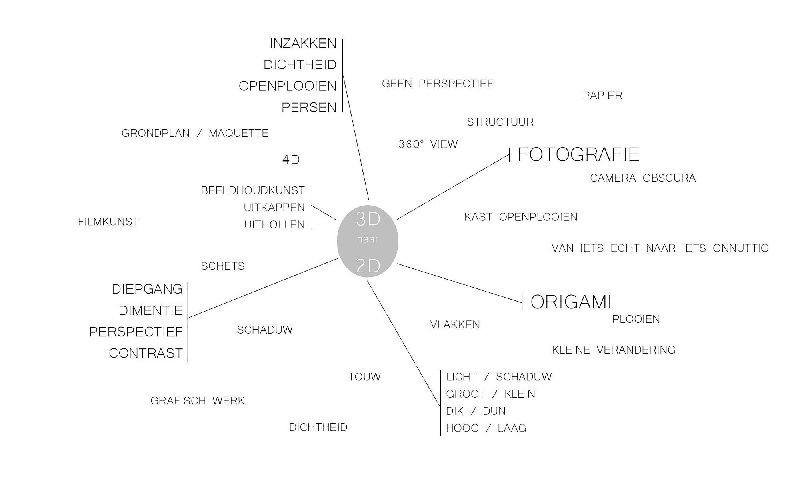 INZAKKEN
DICHTHEID
OPENPLOOIEN
PERSEN
GEEN PERSPECTIEF
PAPIER
STRUCTUUR
GRONDPLAN / MAQUETTE
360° VIEW
4D
FOTOGRAFIE
CAMERA OBSCURA
BEELDHOUDKUNST
UITKAPPEN
UITHOLLEN
FILMKUNST
3D
naar
2D
KAST OPENPLOOIEN
VAN IETS ECHT NAAR IETS ONNUTTIG
SCHETS
DIEPGANG
DIMENTIE
PERSPECTIEF
CONTRAST
ORIGAMI
PLOOIEN
SCHADUW
VLAKKEN
KLEINE VERANDERING
TOUW
LICHT / SCHADUW
GROOT / KLEIN
DIK / DUN
HOOG / LAAG
GRAFISCH WERK
DICHTHEID